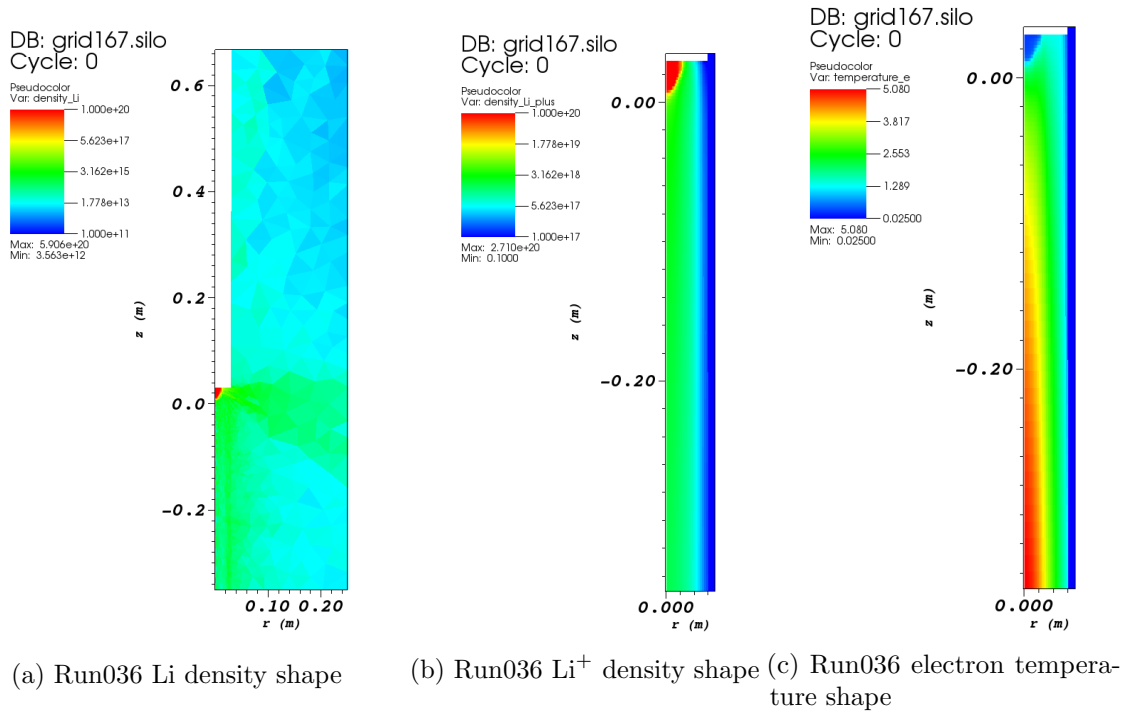 DB: grid167.silo
Cycle: 0
Pseudocolor
Var: density_Li
1.000e+20
5.623e+17
3.162e+15
1.778e+13
1.000e+11
Max: 5.906e+20
Min: 3.563e+12
0.6
0.4
0.2
0.0
-0.2
z (m)
0.10 0.20
r (m)
DB: grid167.silo
Cycle: 0
Pseudocolor
Var: density_Li_plus
1.000e+20
1.778e+19
3.162e+18
5.623e+17
1.000e+17
Max: 2.710e+20
Min: 0.1000
0.00
-0.20
z (m)
0.000
r (m)
DB: grid167.silo
Cycle: 0
Pseudocolor
Var: temperature_e
5.080
3.817
2.553
1.289
0.02500
Max: 5.080
Min: 0.02500
0.00
-0.20
z (m)
0.000
r (m)
(a) Run036 Li density shape
(b) Run036 Li⁺ density shape
(c) Run036 electron tempera-
ture shape